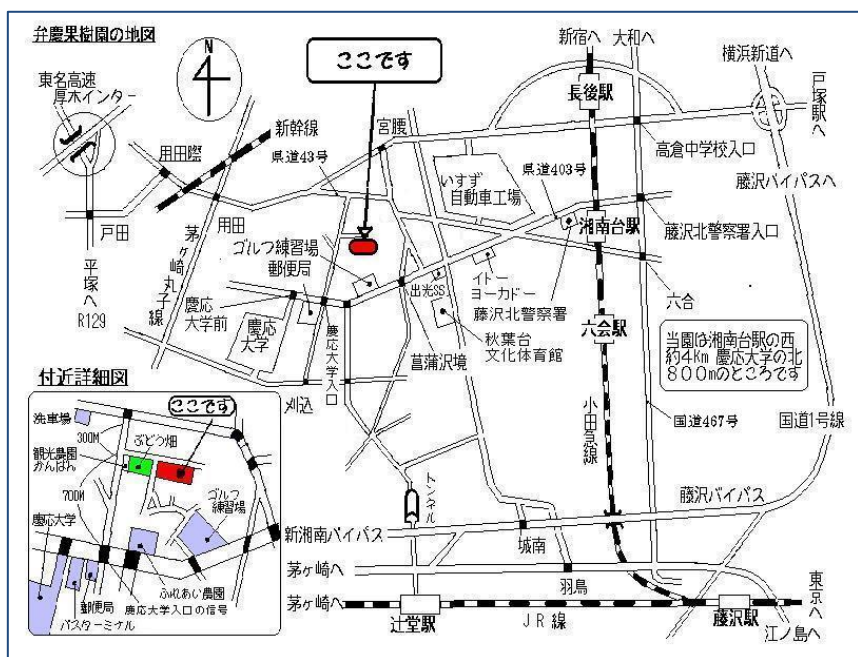 弁慶果樹園の地図
N
ここです
東名高速
厚木インター
用田際
新幹線
県道43号
宮腰
新宿へ
大和へ
横浜新道へ
戸塚駅へ
長後駅
高倉中学校入口
県道403号
いすず
自動車工場
藤沢バイパスへ
戸田
用田
茅ヶ崎丸子線
湘南台駅
藤沢北警察署入口
平塚へ
R129
ゴルフ練習場
郵便局
慶応
大学前
慶応
大学
慶応大学入口
出光SS
イトー
ヨーカドー
藤沢北警察署
六合
秋葉台
文化体育館
菖蒲沢境
六会駅
当園は湘南台駅の西
約4Km 慶応大学の北
800mのところです
刈込
小田急線
国道467号
国道1号線
トンネル
藤沢バイパス
新湘南バイパス
城南
茅ヶ崎へ
羽鳥
茅ヶ崎へ
辻堂駅
JR線
藤沢駅
東京へ
江ノ島へ
付近詳細図
ここです
洗車場
300M
ぶどう畑
観光農園
かんばん
700M
ゴルフ
練習場
慶応大学
ふれあい農園
郵便局
慶応大学入口の信号
バスターミナル